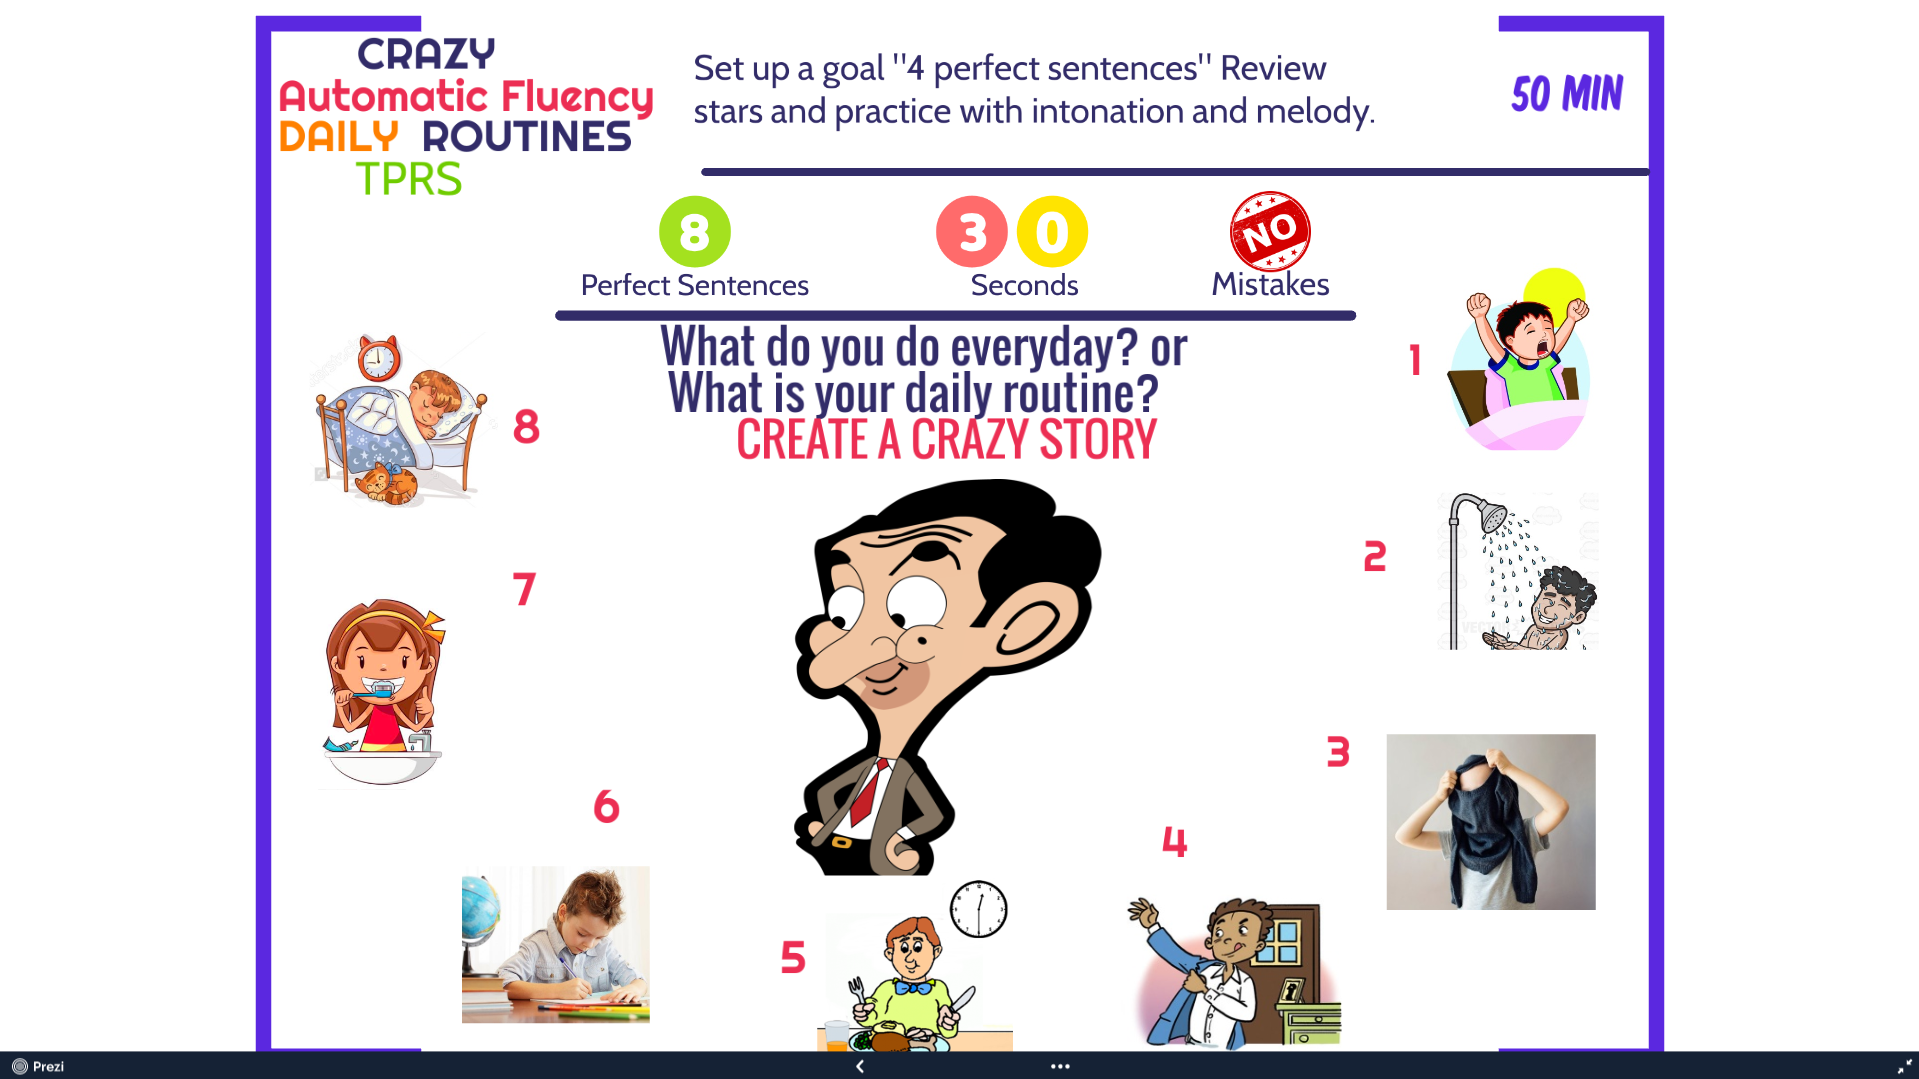 CRAZY
Automatic Fluency
DAILY ROUTINES
TPRS
Set up a goal "4 perfect sentences" Review
stars and practice with intonation and melody.
50 MIN
8
Perfect Sentences
3 0
Seconds
NO
Mistakes
What do you do everyday? or
What is your daily routine?
CREATE A CRAZY STORY
1
2
3
4
5
6
7
8
Prezi